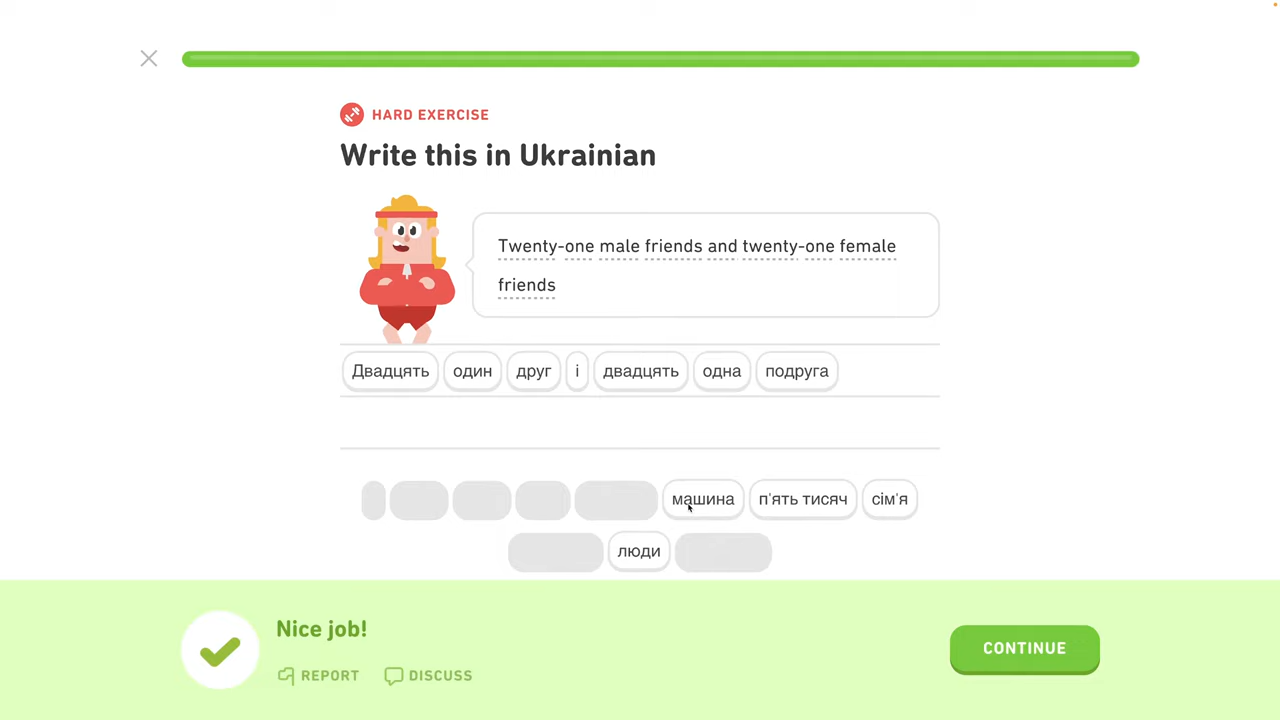 HARD EXERCISE
Write this in Ukrainian
Twenty-one male friends and twenty-one female
friends
Двадцять один друг і двадцять одна подруга
машина п'ять тисяч сім'я
люди
Nice job!
REPORT DISCUSS
CONTINUE